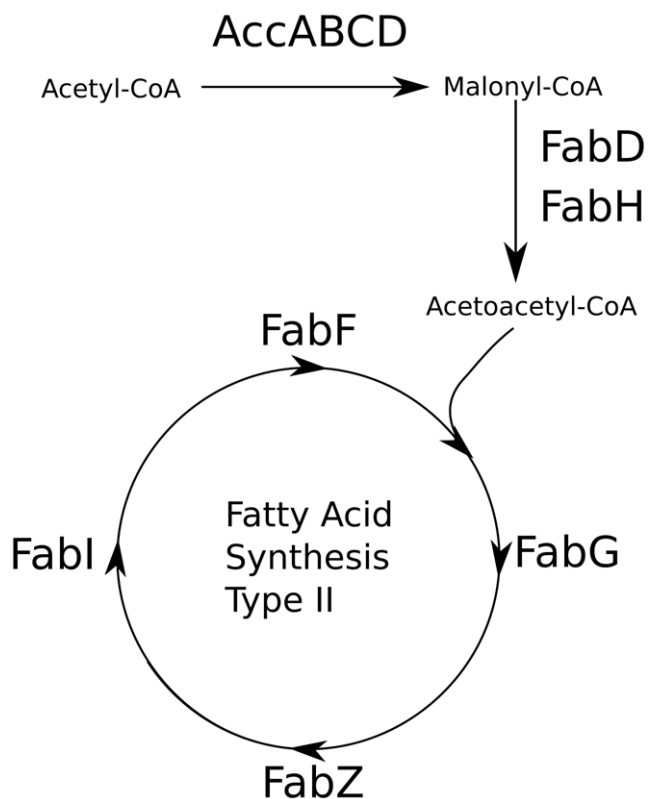 AccABCD
Acetyl-CoA
Malonyl-CoA
FabD
FabH
Acetoacetyl-CoA
FabF
Fatty Acid
Synthesis
Type II
FabI
FabG
FabZ